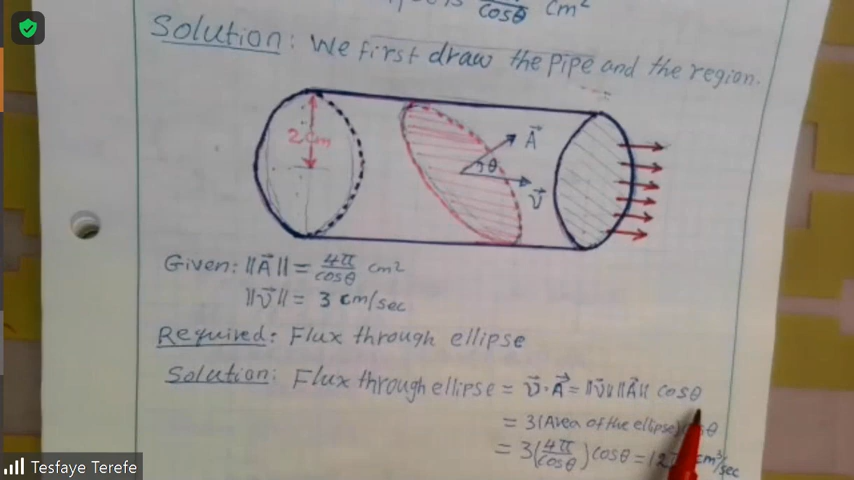 cosθ cm²
Solution: We first draw the pipe and the region.
2 cm
A⃗
θ
v⃗
Given: ||A⃗|| = 4π/cosθ cm²
||v⃗|| = 3 cm/sec
Required: Flux through ellipse
Solution: Flux through ellipse = v⃗·A⃗ = ||v⃗|| ||A⃗|| cosθ
= 3(Area of the ellipse) θ
= 3(4π/cosθ) cosθ = 12 cm³/sec
Tesfaye Terefe